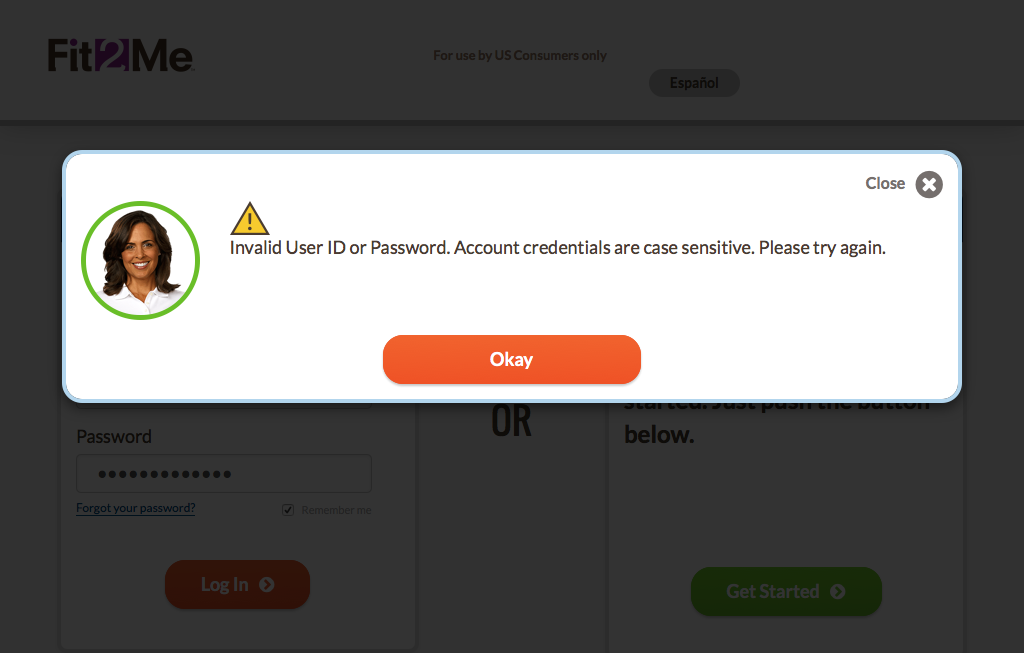 Fit2Me
For use by US Consumers only
Español
Close
Invalid User ID or Password. Account credentials are case sensitive. Please try again.
Okay
started. Just push the button
OR
below.
Password
Forgot your password?
Remember me
Log In
Get Started